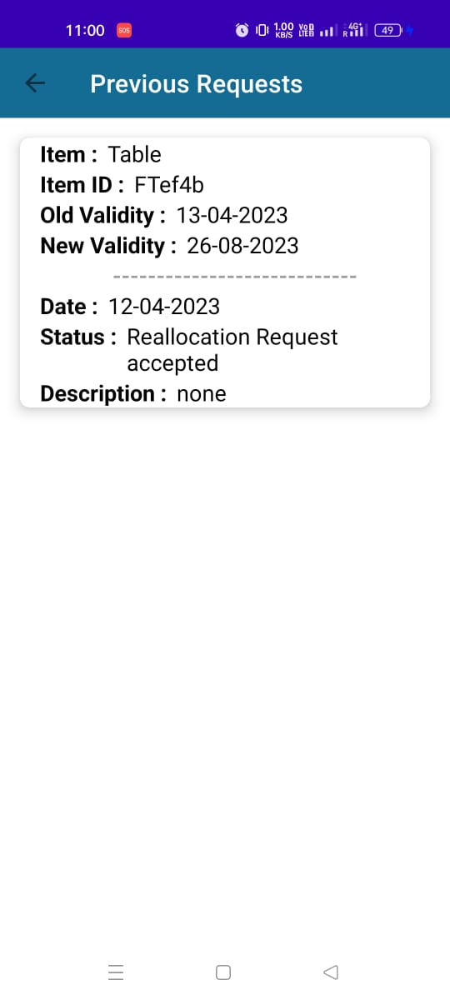 11:00 SOS 1.00 KB/S VoD LTE 4G+ R 49
Previous Requests
Item : Table
Item ID : FTef4b
Old Validity : 13-04-2023
New Validity : 26-08-2023
----------------------------
Date : 12-04-2023
Status : Reallocation Request
accepted
Description : none